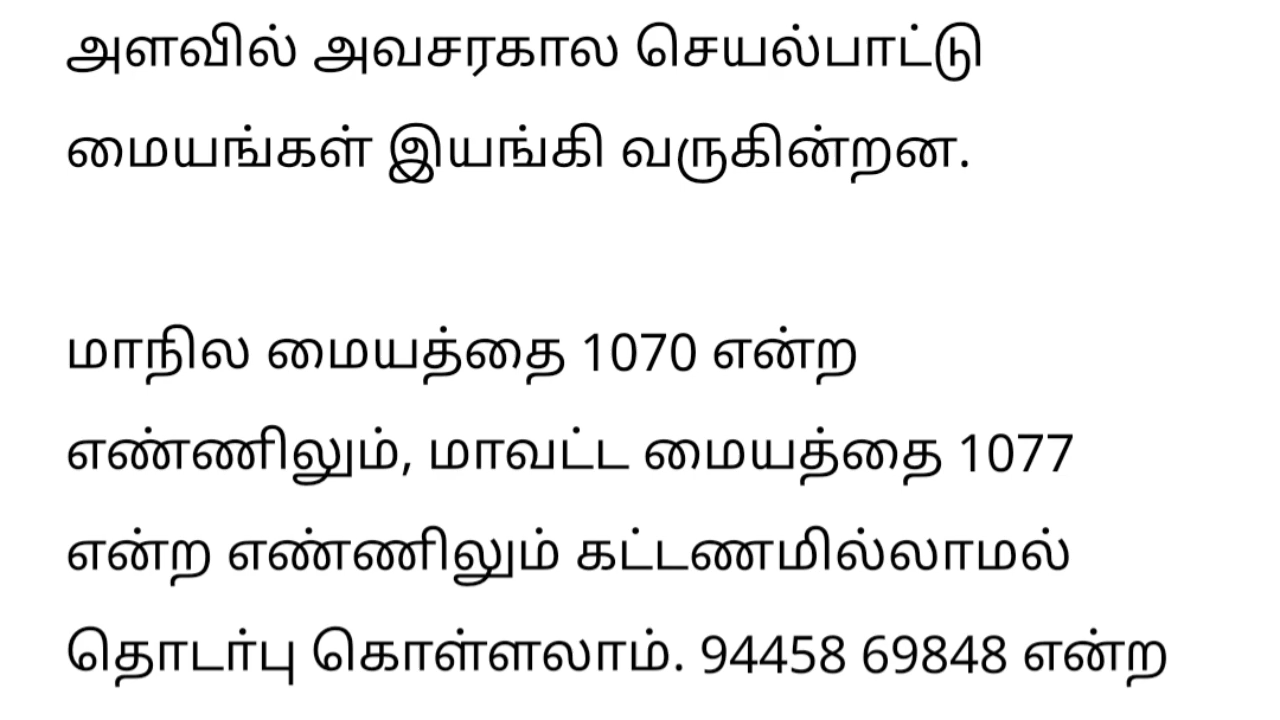 அளவில் அவசரகால செயல்பாட்டு
மையங்கள் இயங்கி வருகின்றன.
மாநில மையத்தை 1070 என்ற
எண்ணிலும், மாவட்ட மையத்தை 1077
என்ற எண்ணிலும் கட்டணமில்லாமல்
தொடர்பு கொள்ளலாம். 94458 69848 என்ற